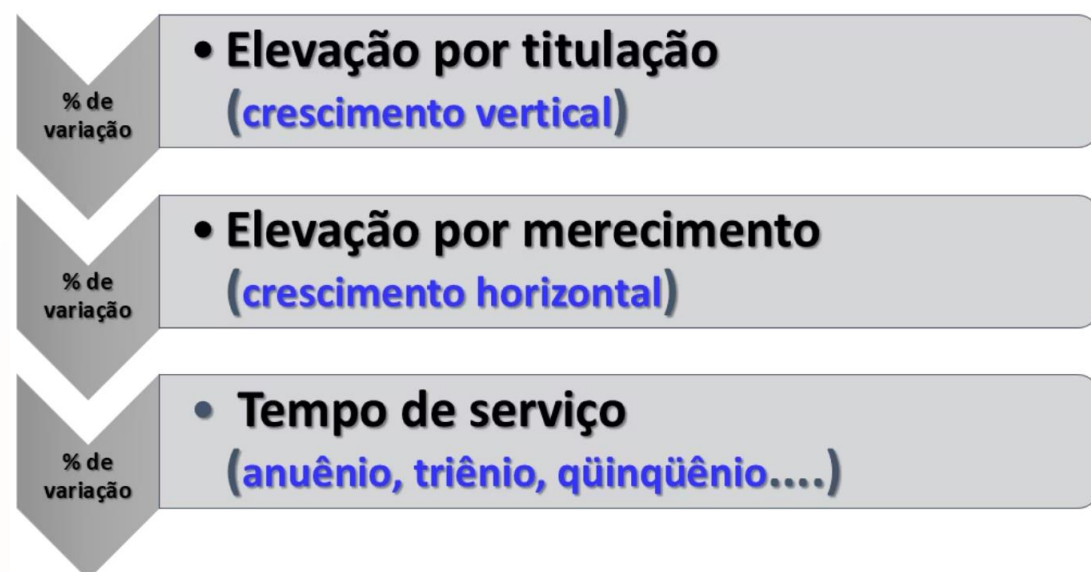 % de
variação
• Elevação por titulação
(crescimento vertical)
% de
variação
• Elevação por merecimento
(crescimento horizontal)
% de
variação
• Tempo de serviço
(anuênio, triênio, qüinqüênio....)